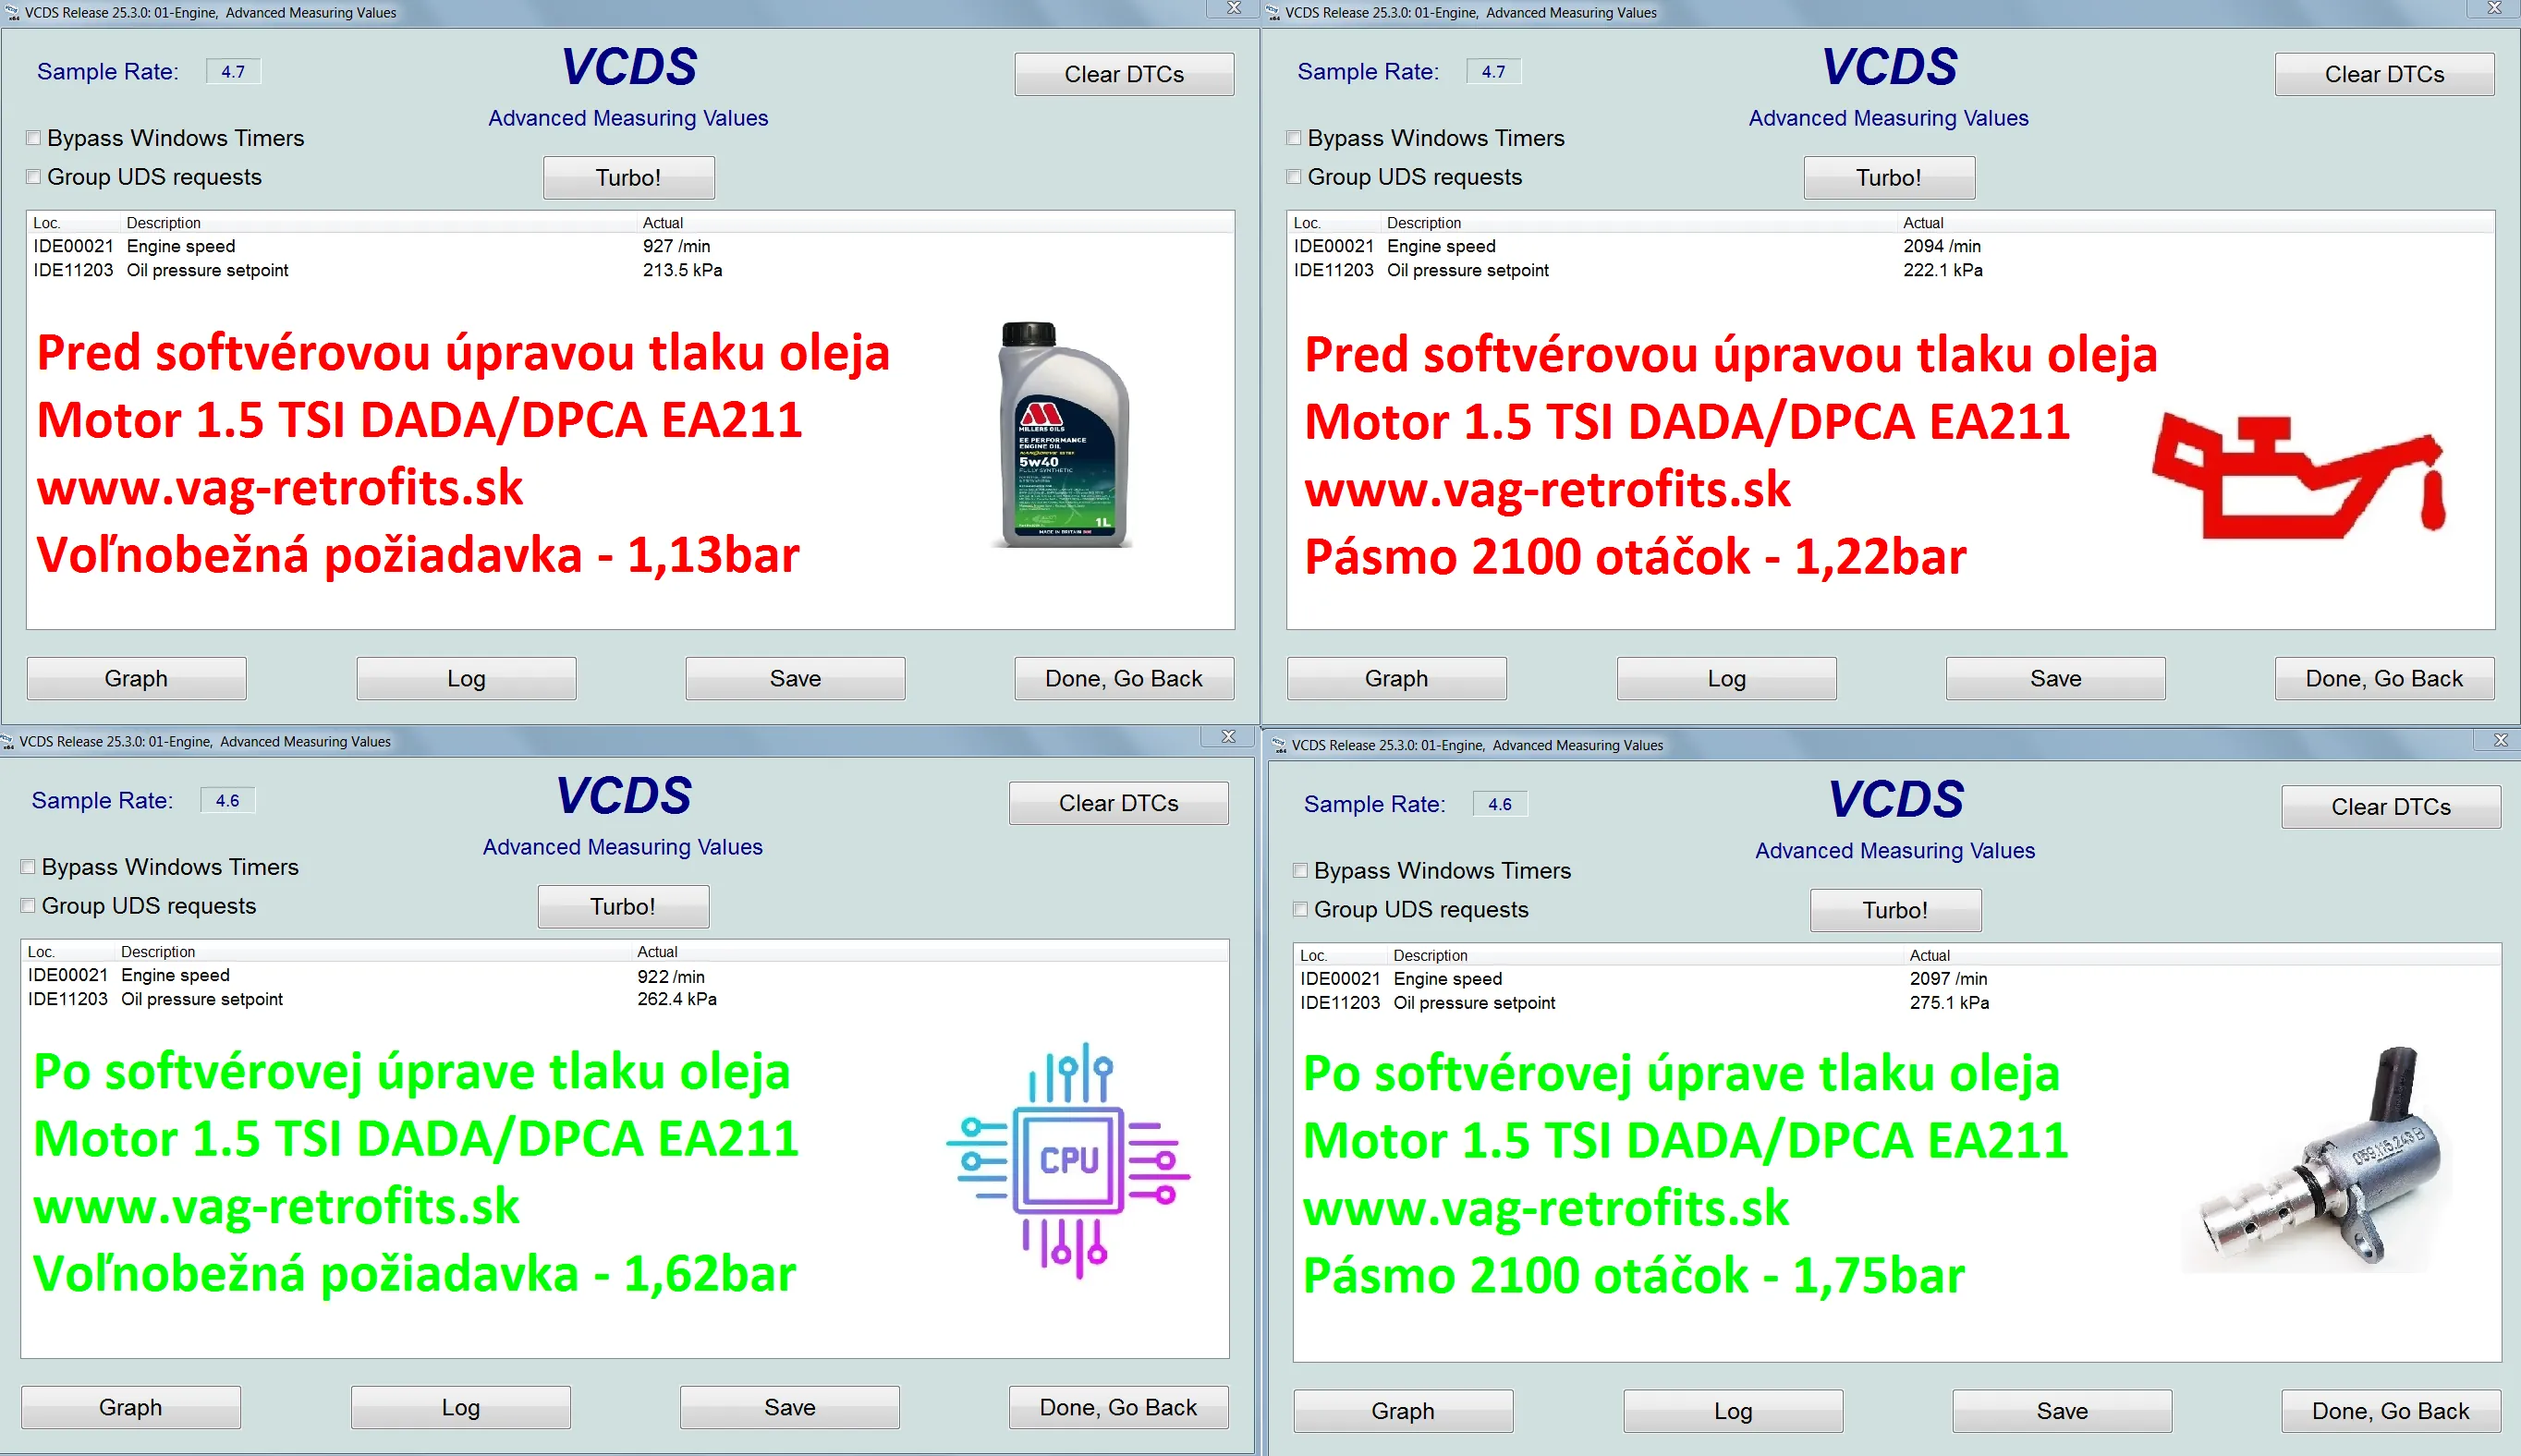 VCDS Release 25.3.0: 01-Engine, Advanced Measuring Values
Sample Rate: 4.7
VCDS
Clear DTCs
Advanced Measuring Values
Bypass Windows Timers
Group UDS requests
Turbo!
Loc. Description Actual
IDE00021 Engine speed 927 /min
IDE11203 Oil pressure setpoint 213.5 kPa
Pred softvérovou úpravou tlaku oleja
Motor 1.5 TSI DADA/DPCA EA211
www.vag-retrofits.sk
Voľnobežná požiadavka - 1,13bar
MILLERS OILS
EE PERFORMANCE
ENGINE OIL
5w40
FULLY SYNTHETIC
1L
MADE IN BRITAIN
Graph Log Save Done, Go Back
VCDS Release 25.3.0: 01-Engine, Advanced Measuring Values
Sample Rate: 4.7
VCDS
Clear DTCs
Advanced Measuring Values
Bypass Windows Timers
Group UDS requests
Turbo!
Loc. Description Actual
IDE00021 Engine speed 2094 /min
IDE11203 Oil pressure setpoint 222.1 kPa
Pred softvérovou úpravou tlaku oleja
Motor 1.5 TSI DADA/DPCA EA211
www.vag-retrofits.sk
Pásmo 2100 otáčok - 1,22bar
Graph Log Save Done, Go Back
VCDS Release 25.3.0: 01-Engine, Advanced Measuring Values
Sample Rate: 4.6
VCDS
Clear DTCs
Advanced Measuring Values
Bypass Windows Timers
Group UDS requests
Turbo!
Loc. Description Actual
IDE00021 Engine speed 922 /min
IDE11203 Oil pressure setpoint 262.4 kPa
Po softvérovej úprave tlaku oleja
Motor 1.5 TSI DADA/DPCA EA211
www.vag-retrofits.sk
Voľnobežná požiadavka - 1,62bar
CPU
Graph Log Save Done, Go Back
VCDS Release 25.3.0: 01-Engine, Advanced Measuring Values
Sample Rate: 4.6
VCDS
Clear DTCs
Advanced Measuring Values
Bypass Windows Timers
Group UDS requests
Turbo!
Loc. Description Actual
IDE00021 Engine speed 2097 /min
IDE11203 Oil pressure setpoint 275.1 kPa
Po softvérovej úprave tlaku oleja
Motor 1.5 TSI DADA/DPCA EA211
www.vag-retrofits.sk
Pásmo 2100 otáčok - 1,75bar
059.115.243 B
Graph Log Save Done, Go Back